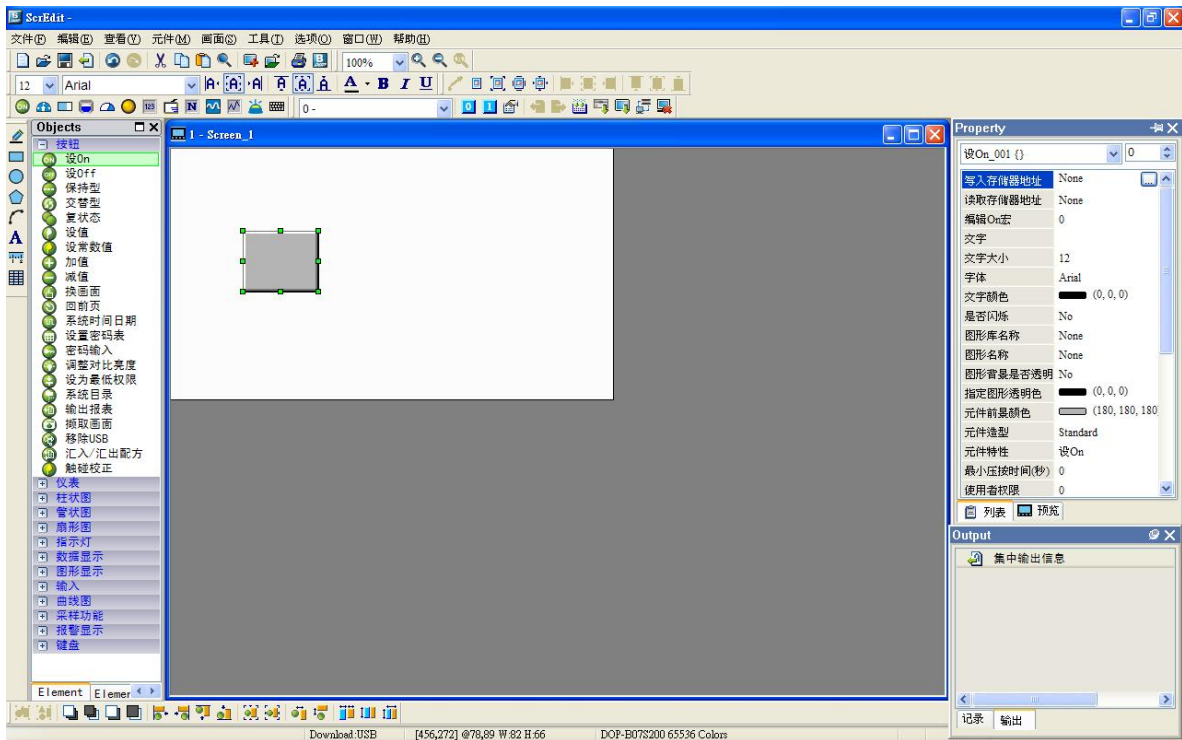 ScrEdit -
文件(F) 编辑(E) 查看(V) 元件(M) 画面(S) 工具(T) 选项(O) 窗口(W) 帮助(H)
100%
12 Arial A A A A A A A B I U
0 -
Objects
按钮
设On
设Off
保持型
交替型
复状态
设值
设常数值
加值
减值
换画面
回前页
系统时间日期
设置密码表
密码输入
调整对比亮度
设为最低权限
系统目录
输出报表
撷取画面
移除USB
汇入/汇出配方
触碰校正
仪表
柱状图
管状图
扇形图
指示灯
数据显示
图形显示
输入
曲线图
采样功能
报警显示
键盘
Element Elemer
1 - Screen_1
Property
设On_001 {} 0
写入存储器地址 None ...
读取存储器地址 None
编辑On宏 0
文字
文字大小 12
字体 Arial
文字颜色 (0, 0, 0)
是否闪烁 No
图形库名称 None
图形名称 None
图形背景是否透明 No
指定图形透明色 (0, 0, 0)
元件前景颜色 (180, 180, 180
元件造型 Standard
元件特性 设On
最小压按时间(秒) 0
使用者权限 0
列表 预览
Output
集中输出信息
记录 输出
Download:USB [456,272] @78,89 W:82 H:66 DOP-B07S200 65536 Colors